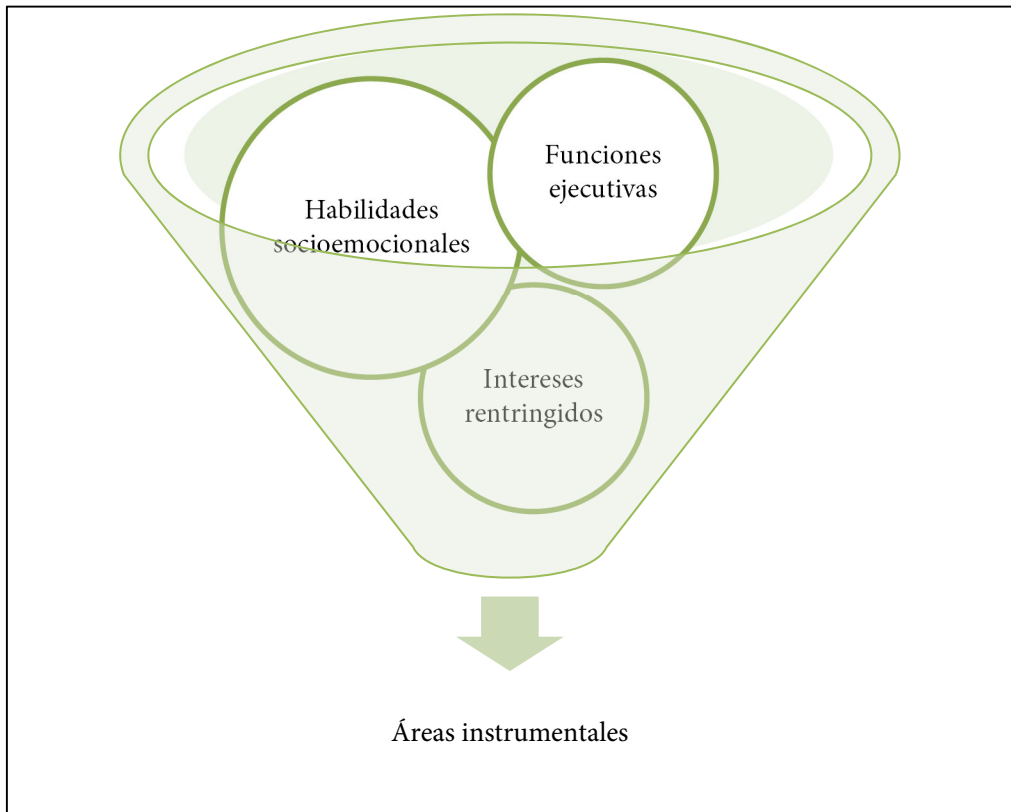 Funciones
ejecutivas
Habilidades
socioemocionales
Intereses
rentringidos
Áreas instrumentales